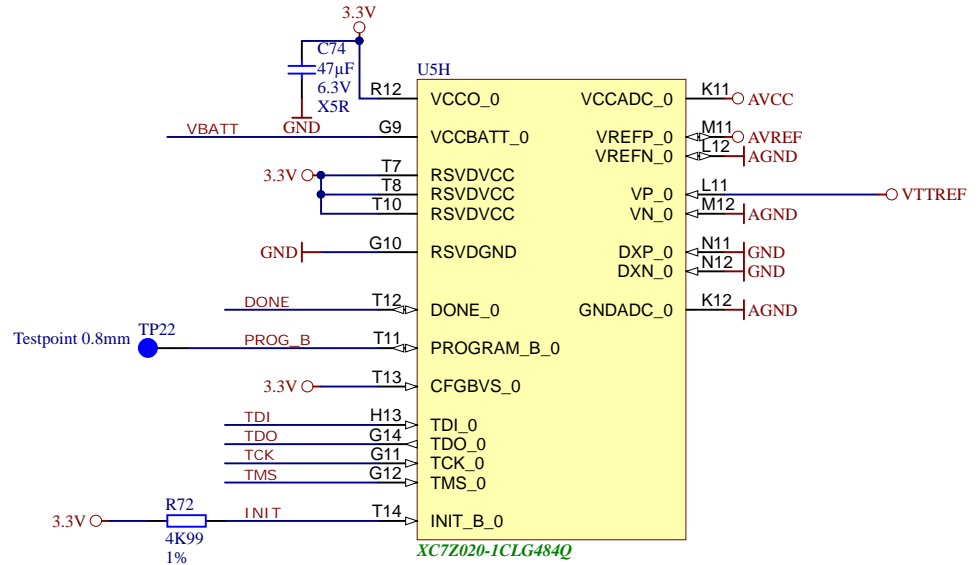 3.3V
C74
47µF
6.3V
X5R
GND
U5H
R12 VCCO_0
VCCADC_0 K11 AVCC
VBATT G9 VCCBATT_0
VREFP_0 M11 AVREF
VREFN_0 L12 AGND
3.3V T7 RSVDVCC
T8 RSVDVCC
T10 RSVDVCC
VP_0 L11 VTTREF
VN_0 M12 AGND
GND G10 RSVDGND
DXP_0 N11 GND
DXN_0 N12 GND
DONE T12 DONE_0
GNDADC_0 K12 AGND
Testpoint 0.8mm TP22 PROG_B T11 PROGRAM_B_0
3.3V T13 CFGBVS_0
TDI H13 TDI_0
TDO G14 TDO_0
TCK G11 TCK_0
TMS G12 TMS_0
3.3V R72 INIT T14 INIT_B_0
4K99
1%
XC7Z020-1CLG484Q